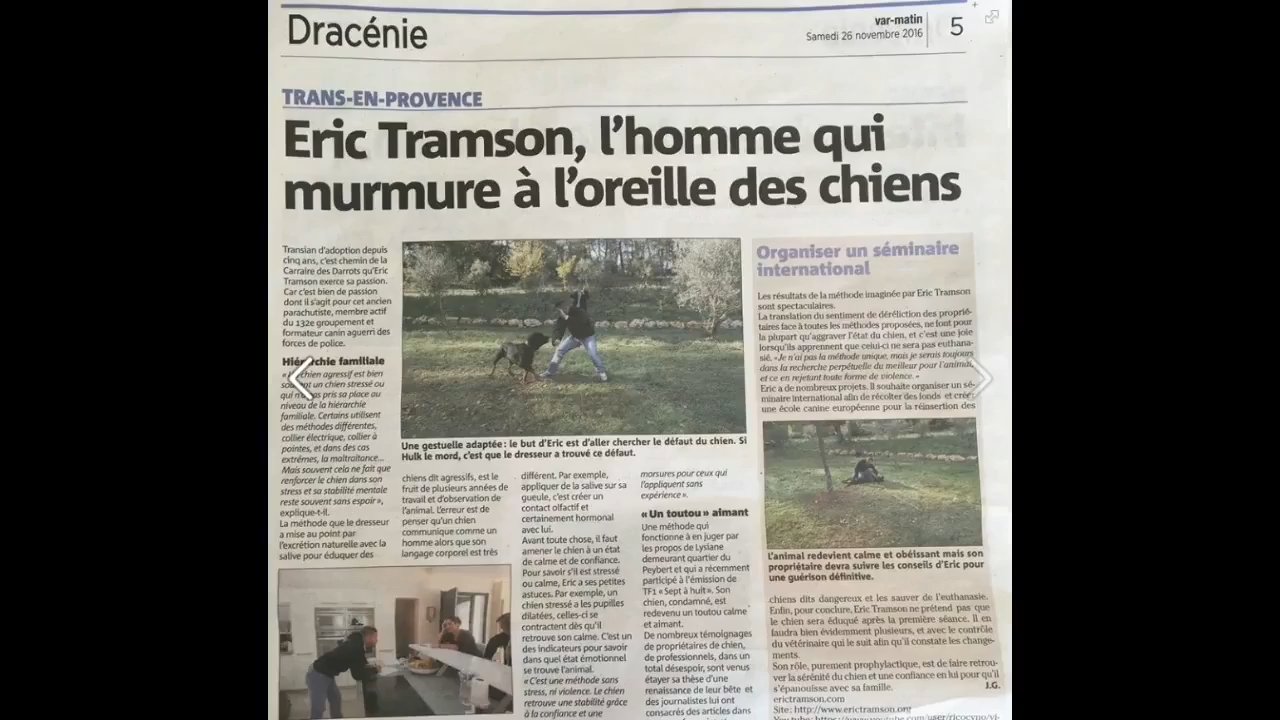 Dracénie
var-matin
Samedi 26 novembre 2016
5
TRANS-EN-PROVENCE
Eric Tramson, l'homme qui
murmure à l'oreille des chiens
Transian d'adoption depuis
cinq ans, c'est chemin de la
Carraire des Darrots qu'Eric
Tramson exerce sa passion.
Car c'est bien de passion
dont il s'agit pour cet ancien
parachutiste, membre actif
du 132e groupement et
formateur canin aguerri des
forces de police.
Hiérarchie familiale
chien agressif est bien
un chien stressé ou
qui pris sa place au
niveau de la hiérarchie
familiale. Certains utilisent
des méthodes différentes,
collier électrique, collier à
pointes, et dans des cas
extrêmes, la maltraitance...
Mais souvent cela ne fait que
renforcer le chien dans son
stress et sa stabilité mentale
reste souvent sans espoir »,
explique-t-il.
La méthode que le dresseur
a mise au point par
l'excrétion naturelle avec la
salive pour éduquer des
Une gestuelle adaptée : le but d'Eric est d'aller chercher le défaut du chien. Si
Hulk le mord, c'est que le dresseur a trouvé ce défaut.
chiens dit agressifs, est le
fruit de plusieurs années de
travail et d'observation de
l'animal. L'erreur est de
penser qu'un chien
communique comme un
homme alors que son
langage corporel est très
différent. Par exemple,
appliquer de la salive sur sa
gueule, c'est créer un
contact olfactif et
certainement hormonal
avec lui.
Avant toute chose, il faut
amener le chien à un état
de calme et de confiance.
Pour savoir s'il est stressé
ou calme, Eric a ses petites
astuces. Par exemple, un
chien stressé a les pupilles
dilatées, celles-ci se
contractent dès qu'il
retrouve son calme. C'est un
des indicateurs pour savoir
dans quel état émotionnel
se trouve l'animal.
« C'est une méthode sans
stress, ni violence. Le chien
retrouve une stabilité grâce
à la confiance et une
morsures pour ceux qui
l'appliquent sans
expérience ».
« Un toutou » aimant
Une méthode qui
fonctionne à en juger par
les propos de Lysiane
demeurant quartier du
Peybert et qui a récemment
participé à l'émission de
TF1 « Sept à huit ». Son
chien, condamné, est
redevenu un toutou calme
et aimant.
De nombreux témoignages
de propriétaires de chien,
de professionnels, dans un
total désespoir, sont venus
étayer sa thèse d'une
renaissance de leur bête et
des journalistes lui ont
consacrés des articles dans
Organiser un séminaire
international
Les résultats de la méthode imaginée par Eric Tramson
sont spectaculaires.
La translation du sentiment de déréliction des proprié-
taires face à toutes les méthodes proposées, ne font pour
la plupart qu'aggraver l'état du chien, et c'est une joie
lorsqu'ils apprennent que celui-ci ne sera pas euthana-
sié. « Je n'ai pas la méthode unique, mais je serais toujours
dans la recherche perpétuelle du meilleur pour l'animal,
et ce en rejetant toute forme de violence. »
Eric a de nombreux projets. Il souhaite organiser un sé-
minaire international afin de récolter des fonds et créer
une école canine européenne pour la réinsertion des
L'animal redevient calme et obéissant mais son
propriétaire devra suivre les conseils d'Eric pour
une guérison définitive.
chiens dits dangereux et les sauver de l'euthanasie.
Enfin, pour conclure, Eric Tramson ne prétend pas que
le chien sera éduqué après la première séance. Il en
faudra bien évidemment plusieurs, et avec le contrôle
du vétérinaire qui le suit afin qu'il constate les change-
ments.
Son rôle, purement prophylactique, est de faire retrou-
ver la sérénité du chien et une confiance en lui pour qu'il
s'épanouisse avec sa famille.
J.G.
erictramson.com
Site: http://www.erictramson.org